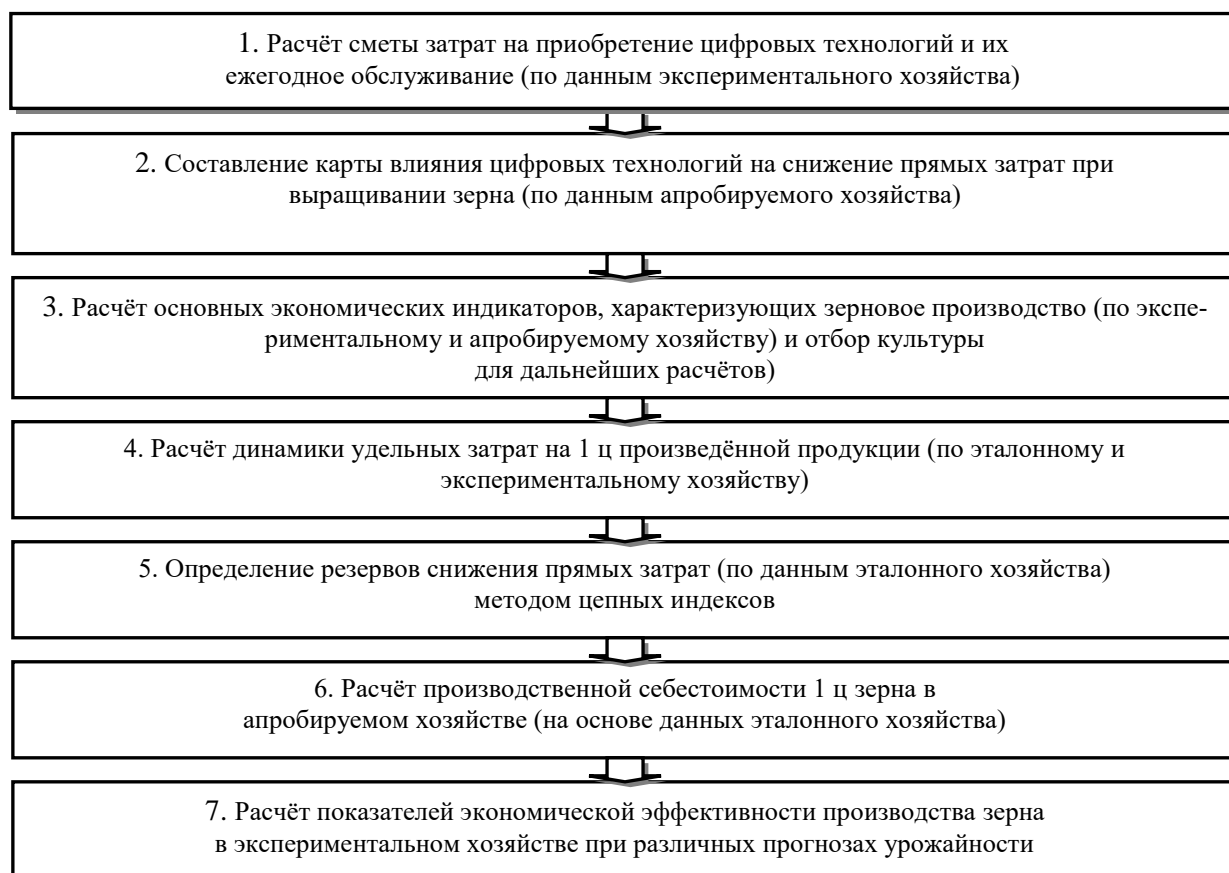 1. Расчёт сметы затрат на приобретение цифровых технологий и их
ежегодное обслуживание (по данным экспериментального хозяйства)
2. Составление карты влияния цифровых технологий на снижение прямых затрат при
выращивании зерна (по данным апробируемого хозяйства)
3. Расчёт основных экономических индикаторов, характеризующих зерновое производство (по экспе-
риментальному и апробируемому хозяйству) и отбор культуры
для дальнейших расчётов)
4. Расчёт динамики удельных затрат на 1 ц произведённой продукции (по эталонному и
экспериментальному хозяйству)
5. Определение резервов снижения прямых затрат (по данным эталонного хозяйства)
методом цепных индексов
6. Расчёт производственной себестоимости 1 ц зерна в
апробируемом хозяйстве (на основе данных эталонного хозяйства)
7. Расчёт показателей экономической эффективности производства зерна
в экспериментальном хозяйстве при различных прогнозах урожайности